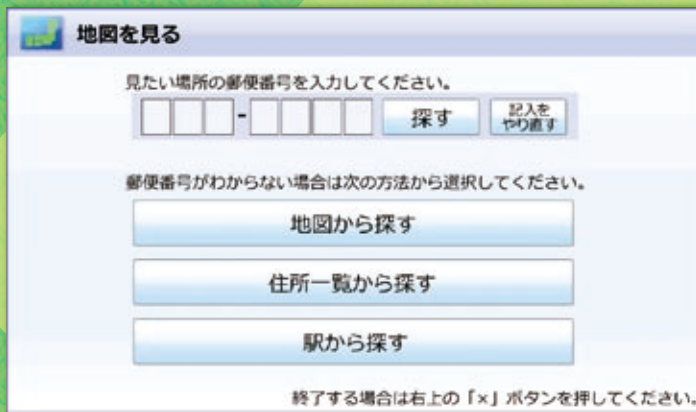 地図を見る
見たい場所の郵便番号を入力してください。
- 探す 記入をやり直す
郵便番号がわからない場合は次の方法から選択してください。
地図から探す
住所一覧から探す
駅から探す
終了する場合は右上の「×」ボタンを押してください。